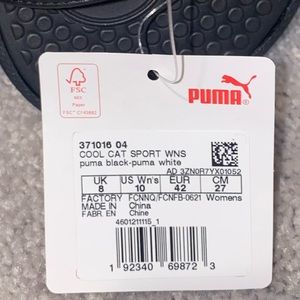 FSC
MIX
Paper
PUMA
371016 04
COOL CAT SPORT WNS
puma black-puma white
AD 3ZN0R7YX01052
UK US Wn's EUR CM
8 10 42 27
FACTORY FCNNQ/FCNFB-0621 Womens
MADE IN China
FABR. EN Chine
4601211115_1
1 92340 69872 3